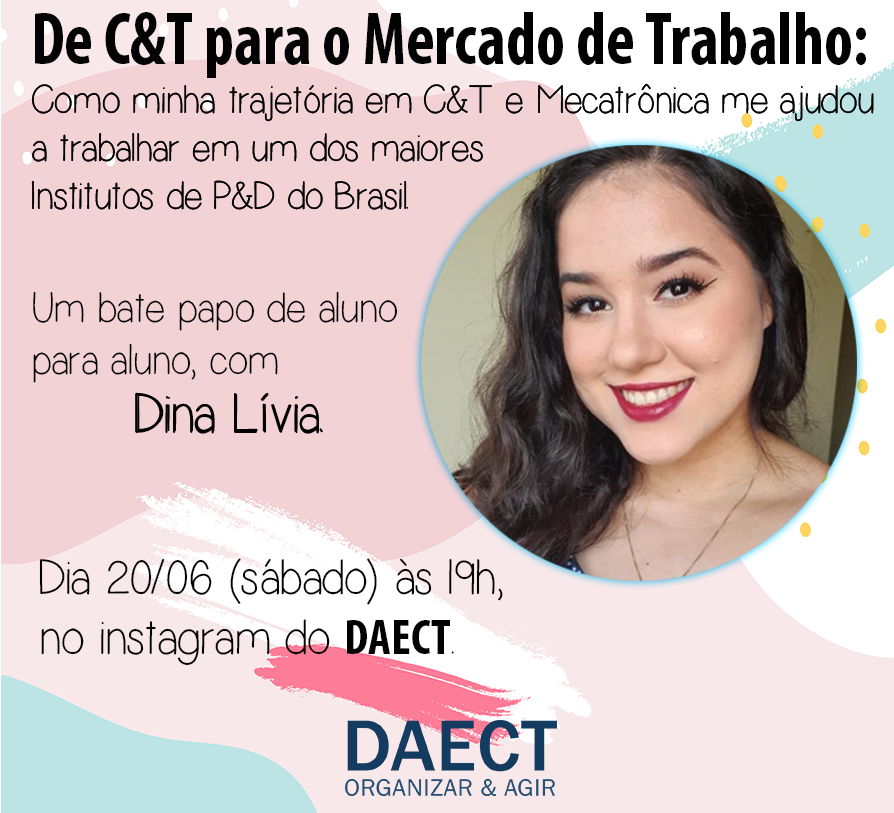 De C&T para o Mercado de Trabalho:
Como minha trajetória em C&T e Mecatrônica me ajudou
a trabalhar em um dos maiores
Institutos de P&D do Brasil.
Um bate papo de aluno
para aluno, com
Dina Lívia.
Dia 20/06 (sábado) às 19h,
no instagram do DAECT.
DAECT
ORGANIZAR & AGIR